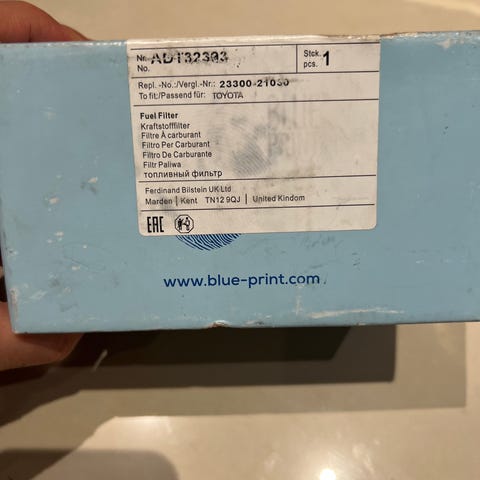 Nr. ADT32393 Stck. 1
No. pcs.
Repl.-No.:/Vergl.-Nr.: 23300-21030
To fit:/Passend für: TOYOTA
Fuel Filter
Kraftstofffilter
Filtre À carburant
Filtro Per Carburant
Filtro De Carburante
Filtr Paliwa
топливный фильтр
Ferdinand Bilstein UK Ltd
Marden | Kent TN12 9QJ | United Kindom
EAC
www.blue-print.com